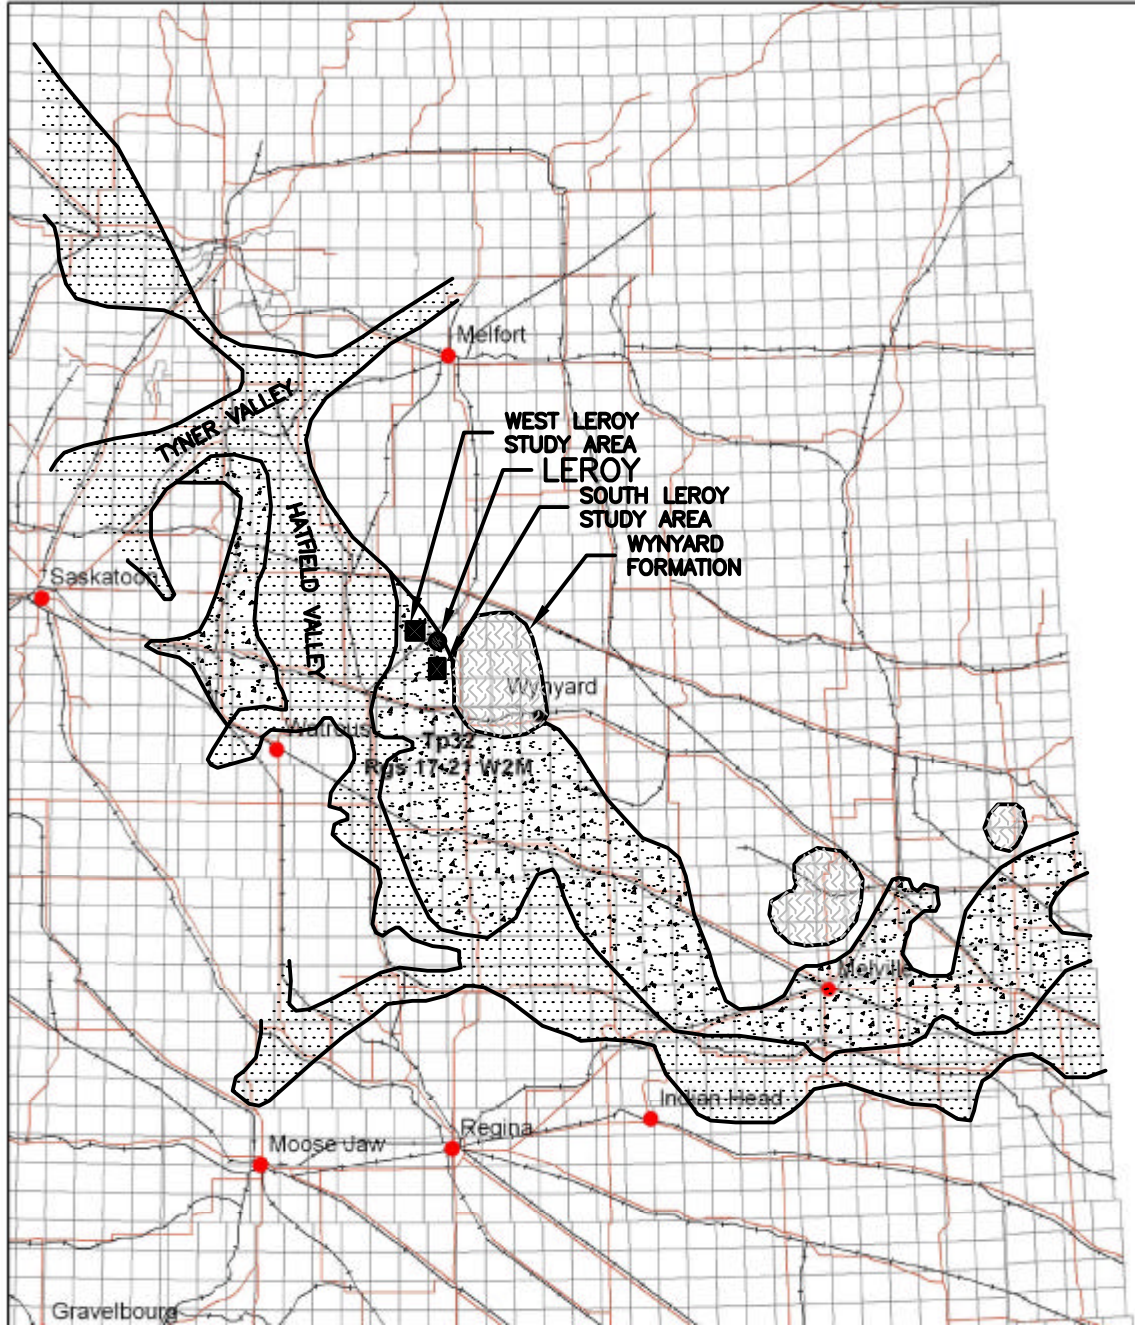 Melfort
TYNER VALLEY
WEST LEROY
STUDY AREA
LEROY
SOUTH LEROY
STUDY AREA
WYNYARD
FORMATION
HATFIELD VALLEY
Saskatoon
Wynyard
Watrous
Tp32
Rgs 17-21 W2M
Melville
Indian Head
Regina
Moose Jaw
Gravelbourg